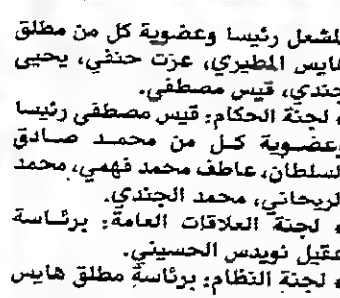 المشعل رئيسا وعضوية كل من مطلق
هايس المطيري، عزت حنفي، يحيى
جندي، قيس مصطفى.
لجنة الحكام: قيس مصطفى رئيسا
وعضوية كل من محمد صادق
السلطان، عاطف محمد فهمي، محمد
الريحاني، محمد الجندي.
لجنة العلاقات العامة: برئاسة
عقيل نويدس الحسيني.
لجنة النظام: برئاسة مطلق هايس